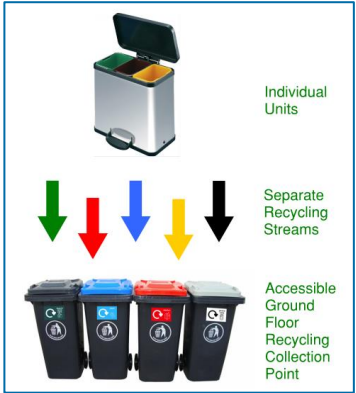 Individual
Units
Separate
Recycling
Streams
Accessible
Ground
Floor
Recycling
Collection
Point